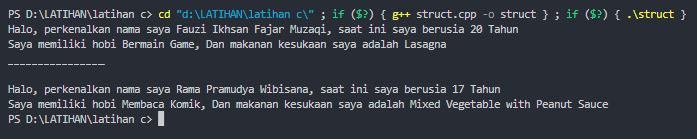 PS D:\LATIHAN\latihan c> cd "d:\LATIHAN\latihan c\" ; if ($?) { g++ struct.cpp -o struct } ; if ($?) { .\struct }
Halo, perkenalkan nama saya Fauzi Ikhsan Fajar Muzaqi, saat ini saya berusia 20 Tahun
Saya memiliki hobi Bermain Game, Dan makanan kesukaan saya adalah Lasagna
________________
Halo, perkenalkan nama saya Rama Pramudya Wibisana, saat ini saya berusia 17 Tahun
Saya memiliki hobi Membaca Komik, Dan makanan kesukaan saya adalah Mixed Vegetable with Peanut Sauce
PS D:\LATIHAN\latihan c>